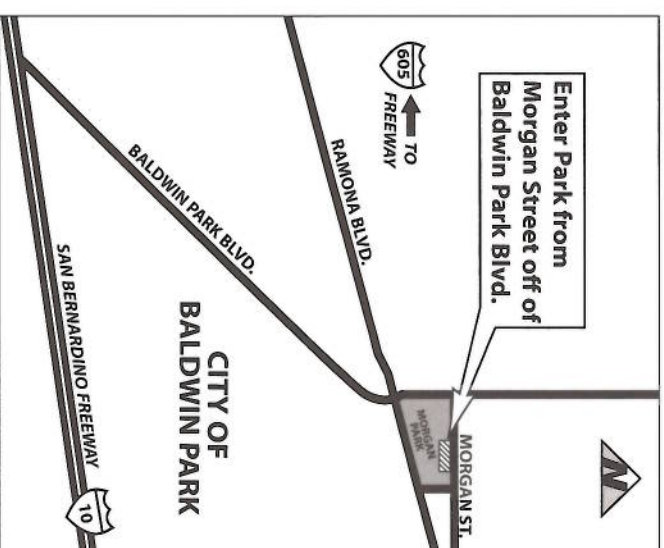 Enter Park from
Morgan Street off of
Baldwin Park Blvd.
N
605
TO
FREEWAY
RAMONA BLVD.
MORGAN ST.
MORGAN
PARK
BALDWIN PARK BLVD.
CITY OF
BALDWIN PARK
SAN BERNARDINO FREEWAY
10